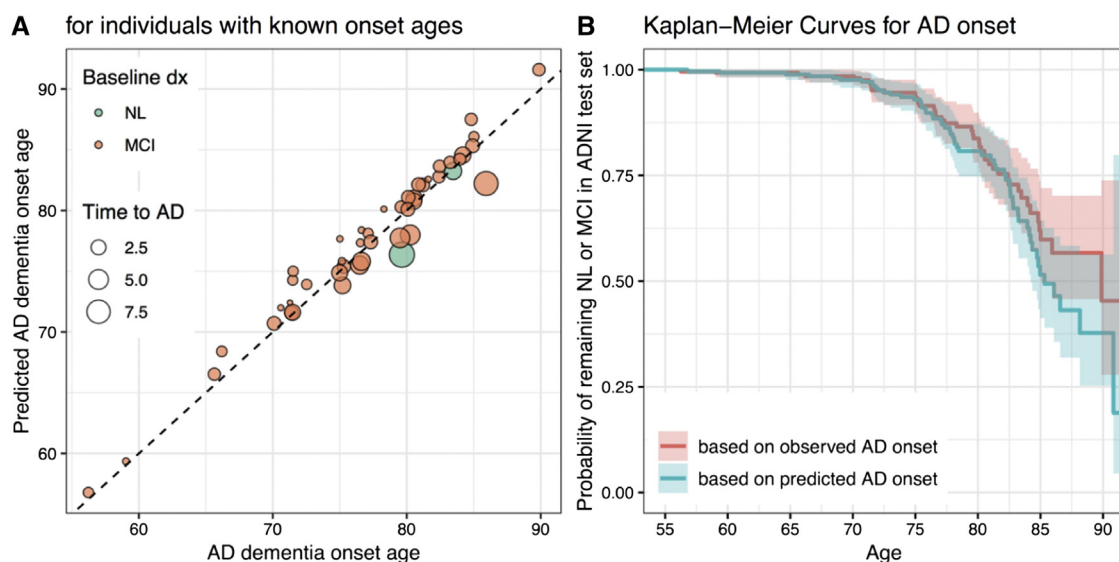 A for individuals with known onset ages
Predicted AD dementia onset age
90
80
70
60
Baseline dx
NL
MCI
Time to AD
2.5
5.0
7.5
60 70 80 90
AD dementia onset age
B Kaplan−Meier Curves for AD onset
Probability of remaining NL or MCI in ADNI test set
1.00
0.75
0.50
0.25
0.00
based on observed AD onset
based on predicted AD onset
55 60 65 70 75 80 85 90
Age